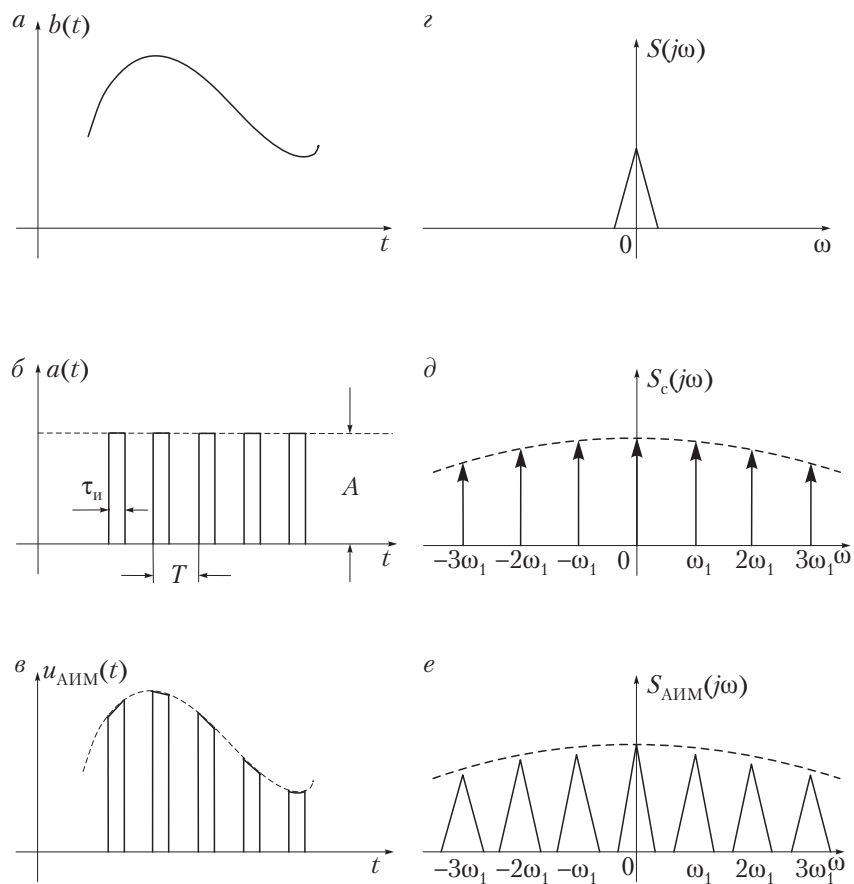 а b(t)
t
г S(jω)
0 ω
б a(t)
τи
A
T
t
д Sс(jω)
−3ω1 −2ω1 −ω1 0 ω1 2ω1 3ω1 ω
в uАИМ(t)
t
е SАИМ(jω)
−3ω1 −2ω1 −ω1 0 ω1 2ω1 3ω1 ω